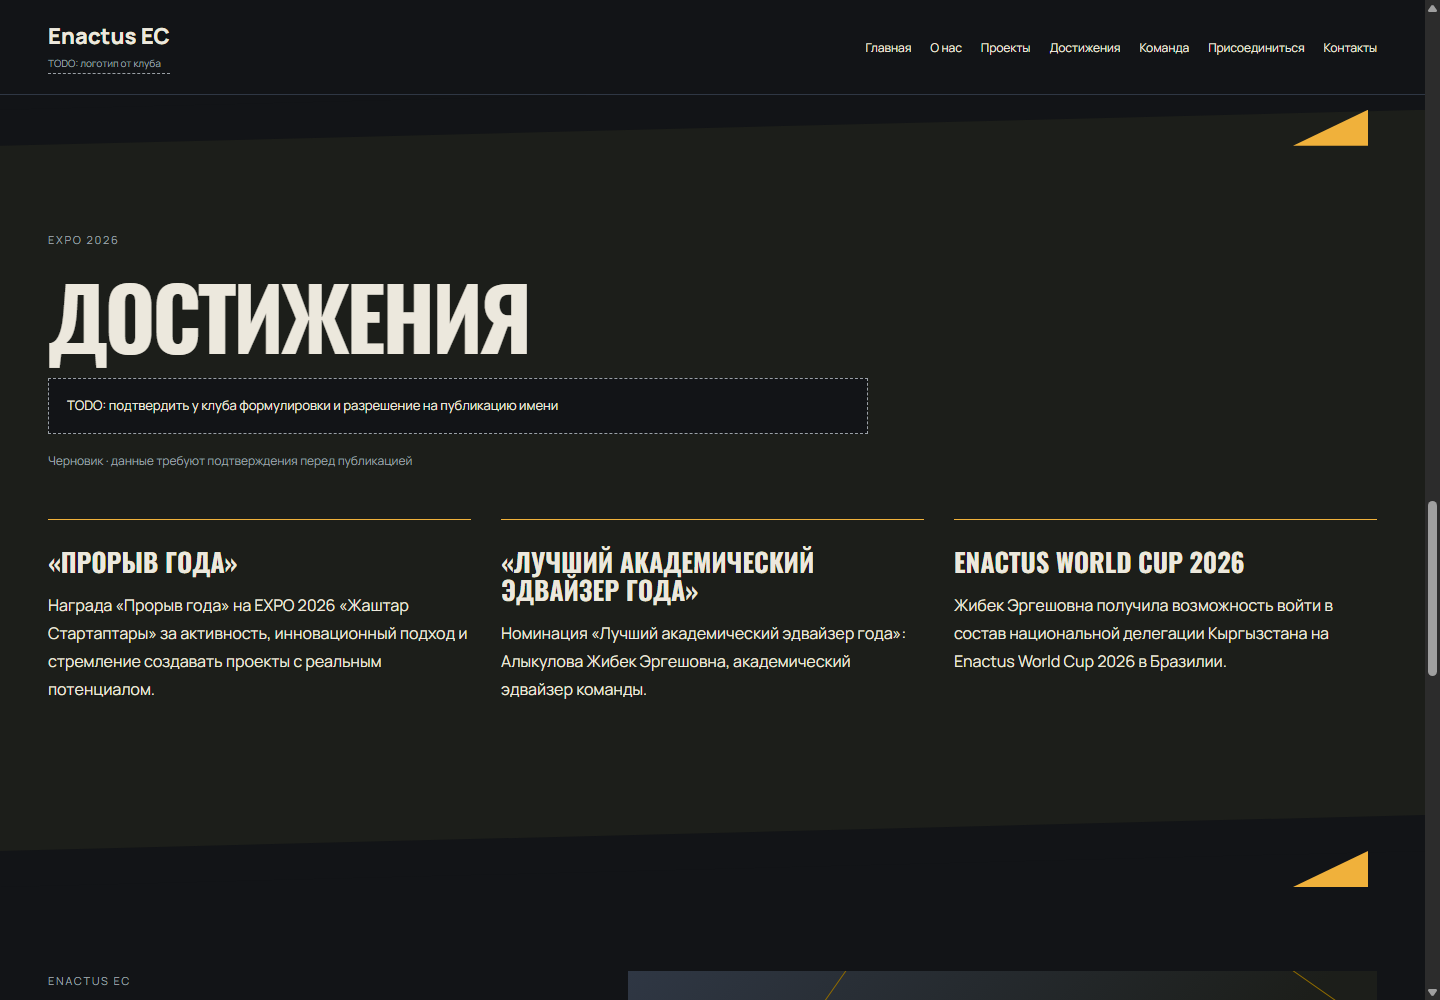 Enactus EC
TODO: логотип от клуба
Главная О нас Проекты Достижения Команда Присоединиться Контакты
EXPO 2026
ДОСТИЖЕНИЯ
TODO: подтвердить у клуба формулировки и разрешение на публикацию имени
Черновик · данные требуют подтверждения перед публикацией
«ПРОРЫВ ГОДА»
Награда «Прорыв года» на EXPO 2026 «Жаштар
Стартаптары» за активность, инновационный подход и
стремление создавать проекты с реальным
потенциалом.
«ЛУЧШИЙ АКАДЕМИЧЕСКИЙ
ЭДВАЙЗЕР ГОДА»
Номинация «Лучший академический эдвайзер года»:
Алыкулова Жибек Эргешовна, академический
эдвайзер команды.
ENACTUS WORLD CUP 2026
Жибек Эргешовна получила возможность войти в
состав национальной делегации Кыргызстана на
Enactus World Cup 2026 в Бразилии.
ENACTUS EC